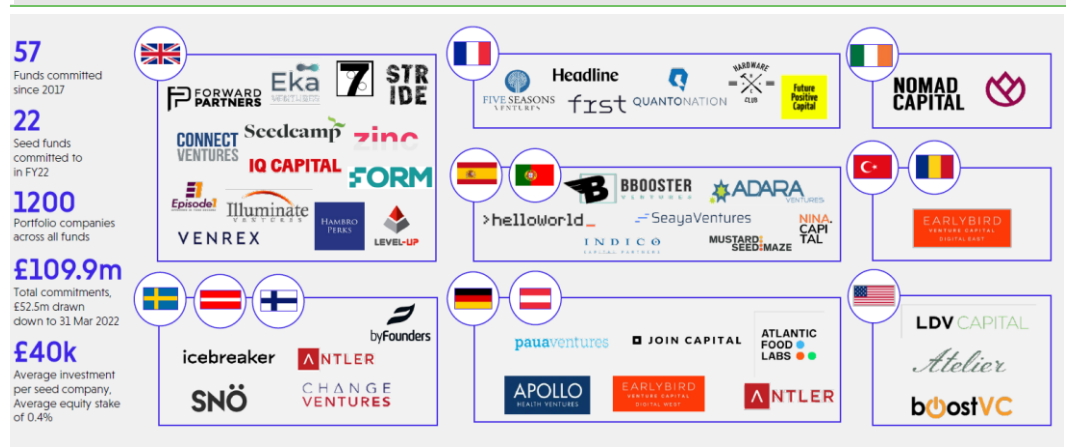 57
Funds committed
since 2017
22
Seed funds
committed to
in FY22
1200
Portfolio companies
across all funds
£109.9m
Total commitments,
£52.5m drawn
down to 31 Mar 2022
£40k
Average investment
per seed company,
Average equity stake
of 0.4%
FORWARD
PARTNERS
Eka
7
STR
IDE
CONNECT
VENTURES
Seedcamp
zinc
IQ CAPITAL
FORM
Episode1
Illuminate
VENTURES
HAMBRO
PERKS
LEVEL-UP
VENREX
FIVE SEASONS
VENTURES
Headline
frst
QUANTONATION
HARDWARE
CLUB
Future
Positive
Capital
NOMAD
CAPITAL
BBOOSTER
VENTURES
ADARA
VENTURES
>helloworld_
SeayaVentures
NINA.
CAPI
TAL
INDICO
CAPITAL PARTNERS
MUSTARD
SEED MAZE
EARLYBIRD
VENTURE CAPITAL
DIGITAL EAST
byFounders
icebreaker
ANTLER
SNÖ
CHANGE
VENTURES
pauaventures
JOIN CAPITAL
ATLANTIC
FOOD
LABS
APOLLO
HEALTH VENTURES
EARLYBIRD
VENTURE CAPITAL
DIGITAL WEST
ANTLER
LDV CAPITAL
Atelier
boostVC